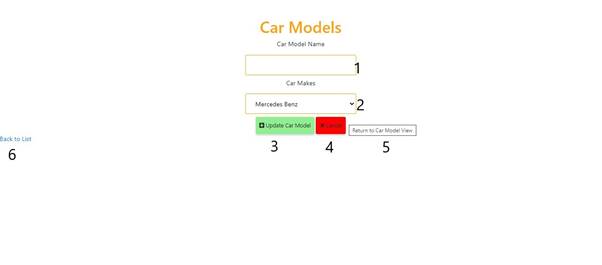 Car Models
Car Model Name
1
Car Makes
Mercedes Benz 2
Update Car Model Cancel Return to Car Model View
Back to List
3 4 5
6